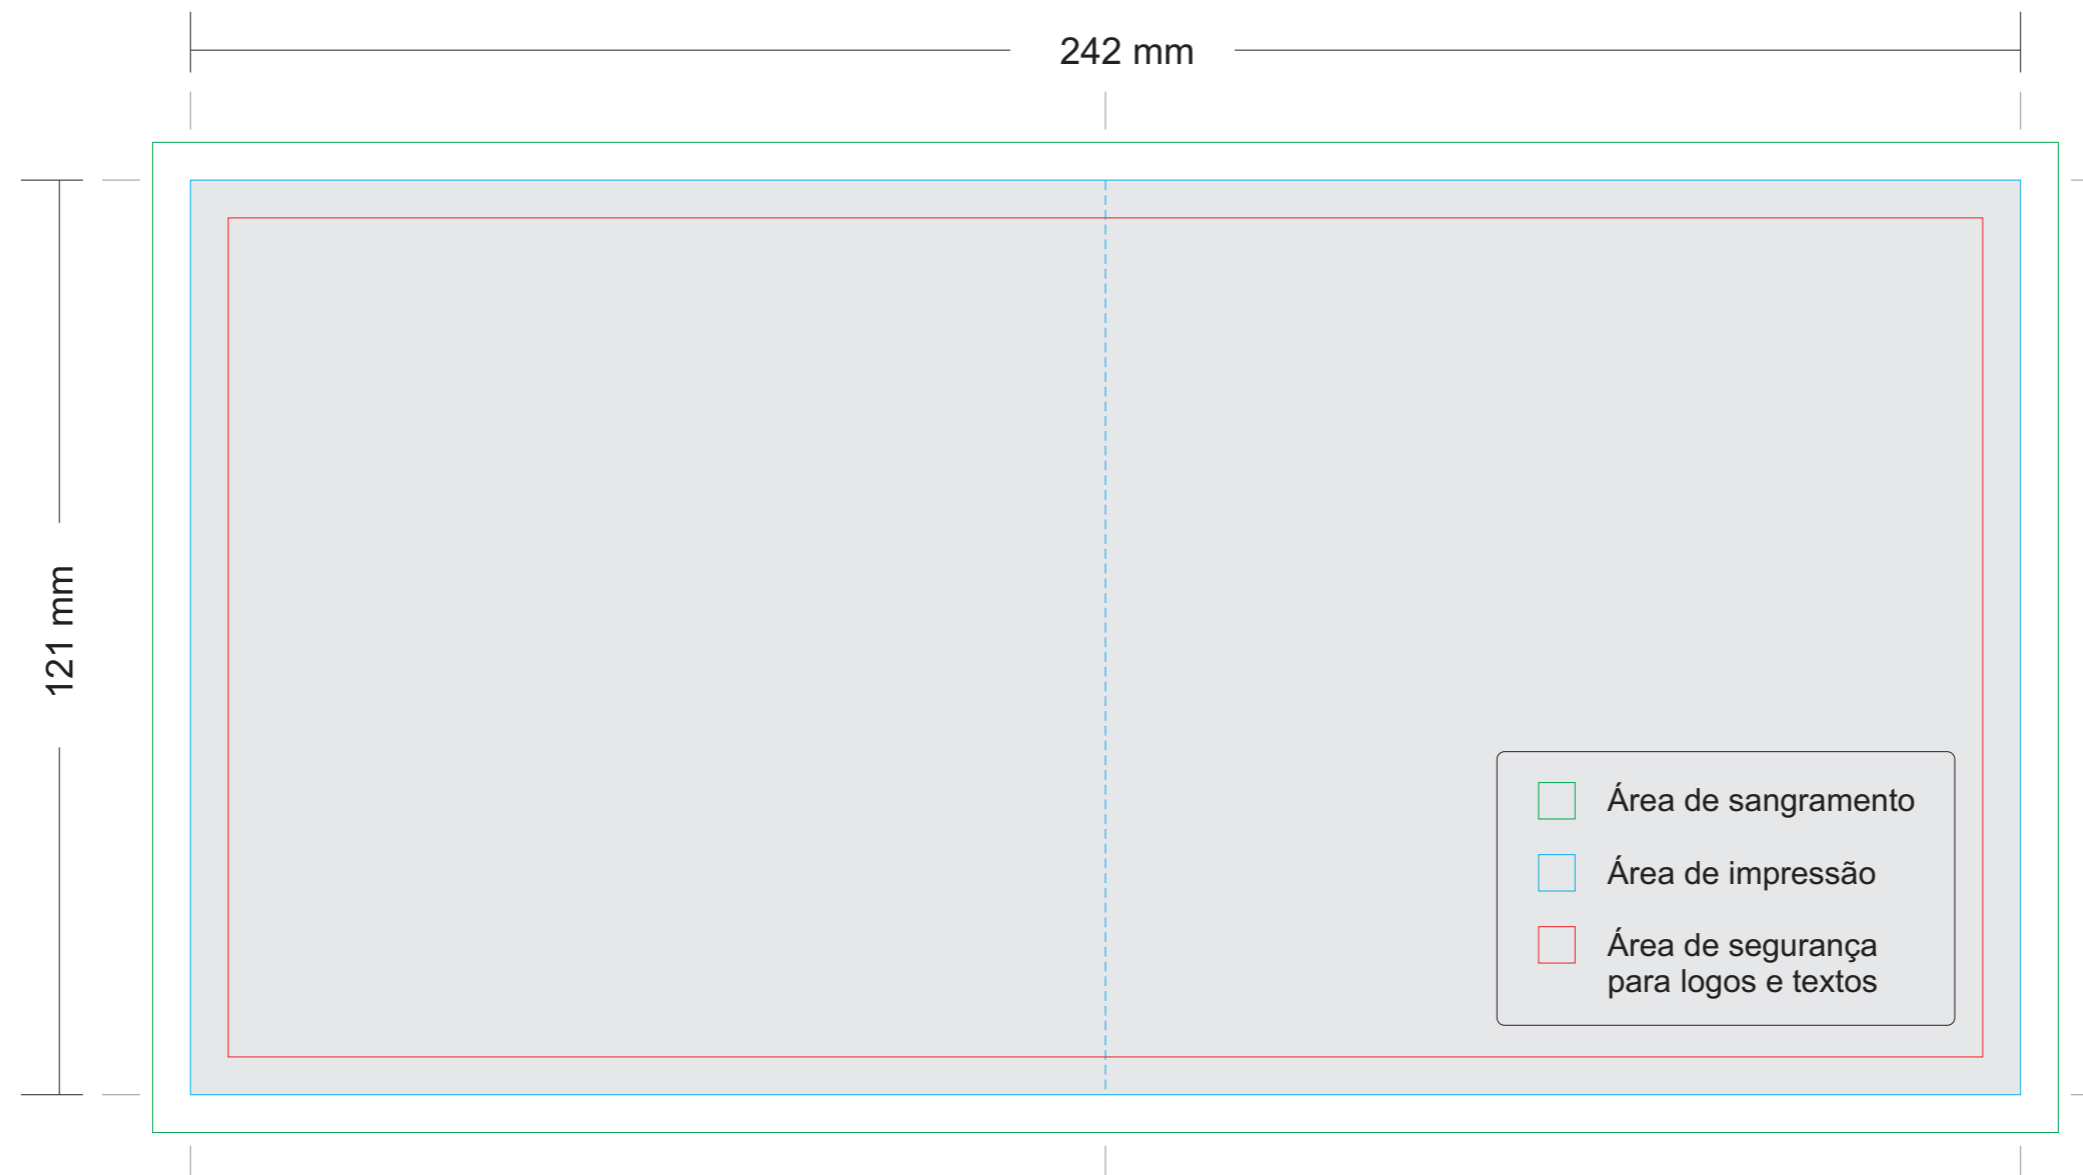 242 mm
121 mm
Área de sangramento
Área de impressão
Área de segurança
para logos e textos